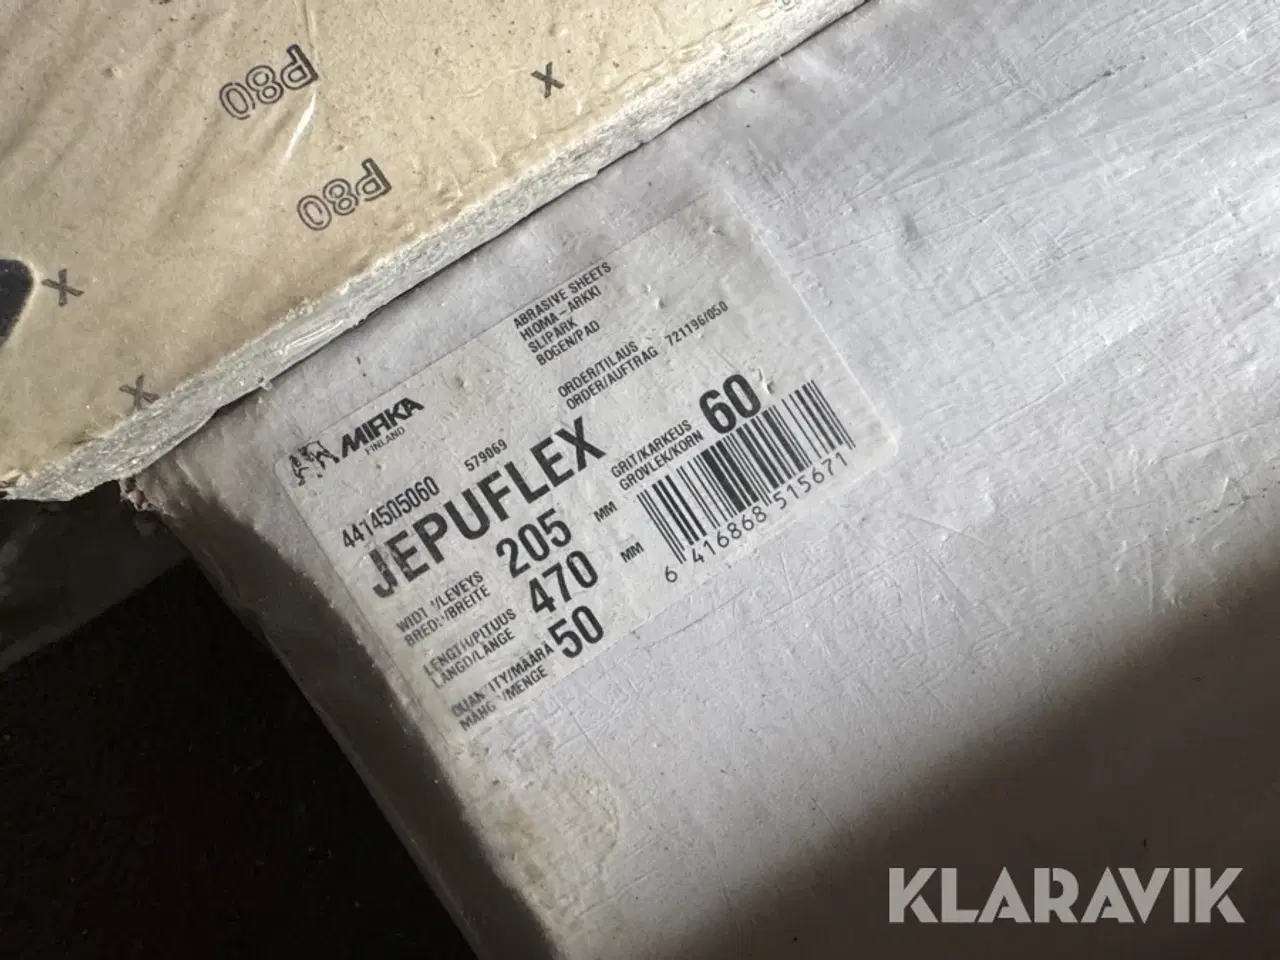 P80
X
P80
X
X
MIRKA
FINLAND
ABRASIVE SHEETS
HIOMA-ARKKI
SLIPARK
BOGEN/PAD
4414505060
579069
ORDER/TILAUS
ORDER/AUFTRAG 721196/050
JEPUFLEX
GRIT/KARKEUS
GROVLEK/KORN 60
WIDT/LEVEYS
BRED/BREITE 205 MM
LENGTH/PITUUS
LÄNGD/LÄNGE 470 MM
QUANTITY/MÄÄRÄ
MÄNG/MENGE 50
6 416868 515671
KLARAVIK